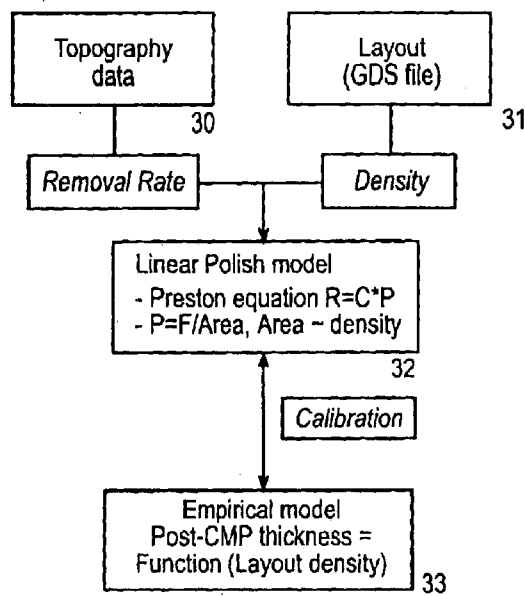 Topography
data
30
Layout
(GDS file)
31
Removal Rate
Density
Linear Polish model
- Preston equation R=C*P
- P=F/Area, Area ~ density
32
Calibration
Empirical model
Post-CMP thickness =
Function (Layout density)
33